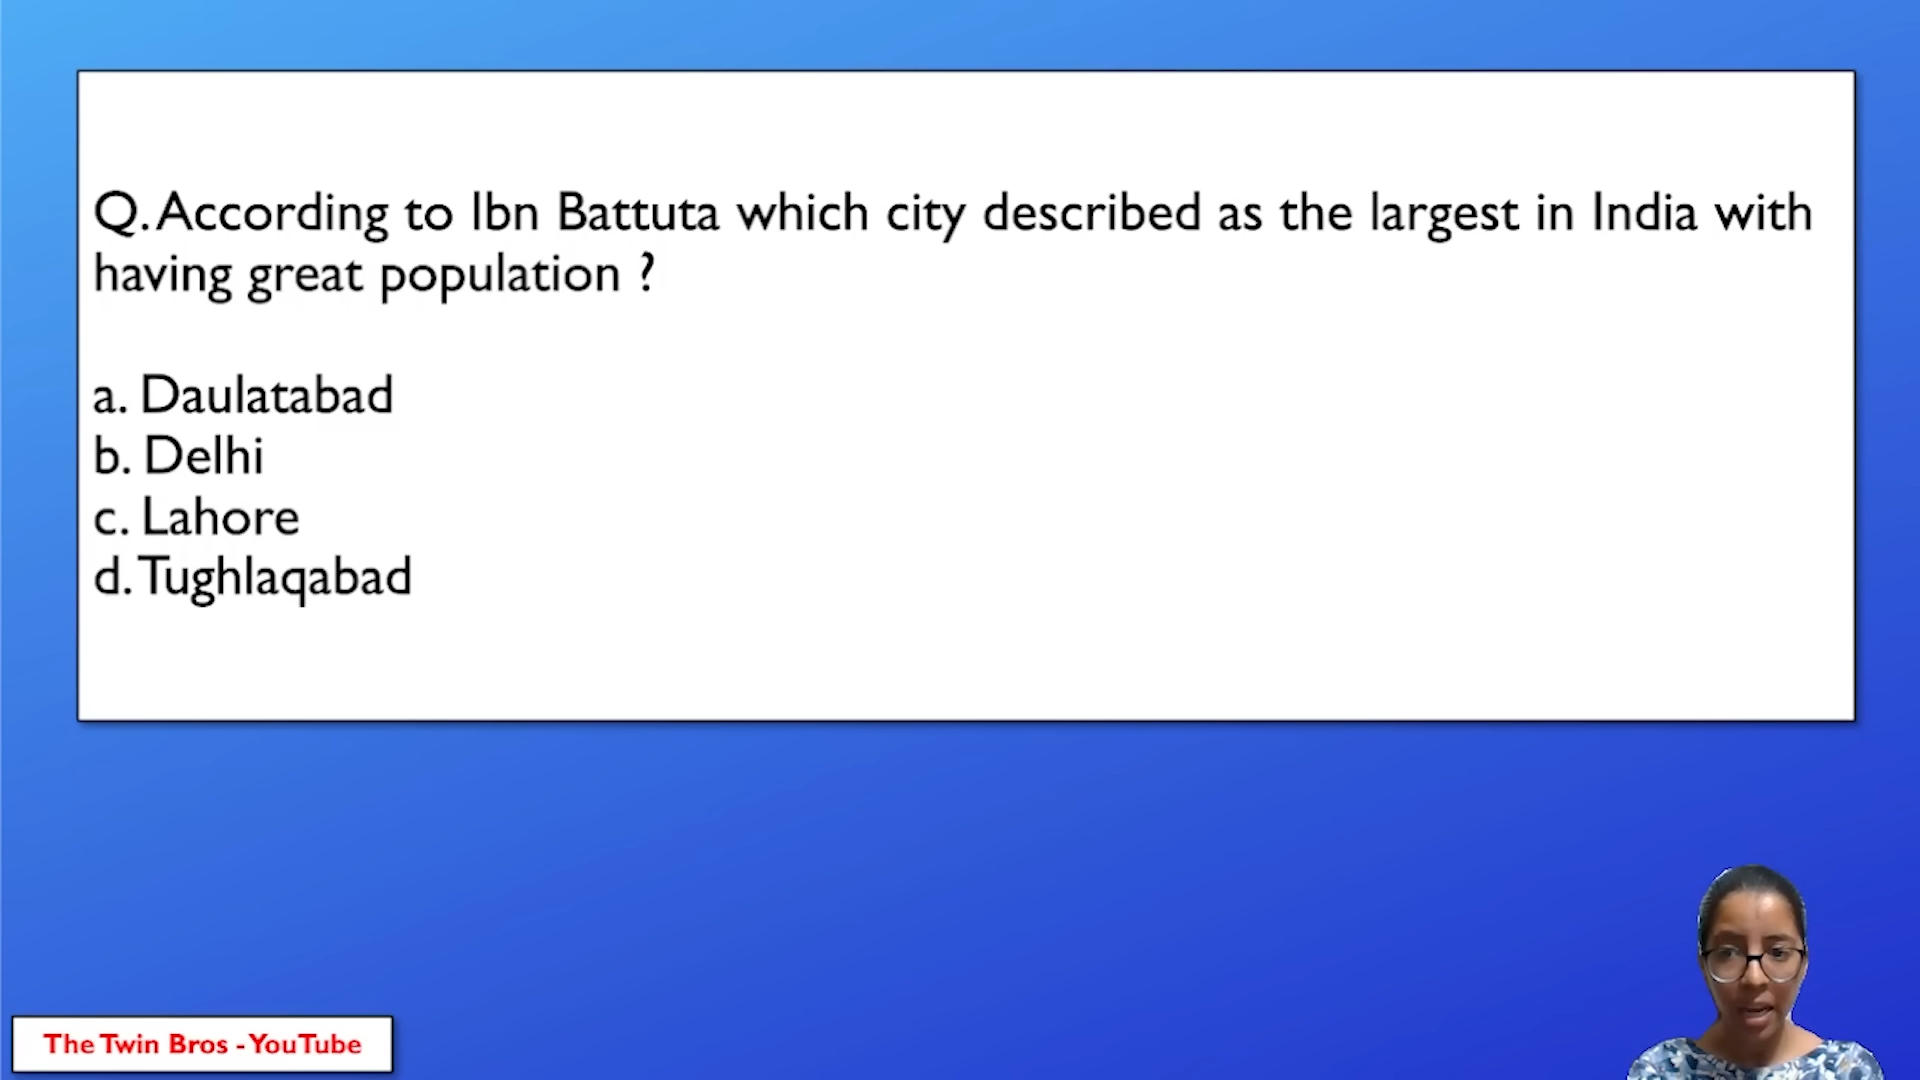 Q. According to Ibn Battuta which city described as the largest in India with
having great population ?
a. Daulatabad
b. Delhi
c. Lahore
d. Tughlaqabad
The Twin Bros - YouTube